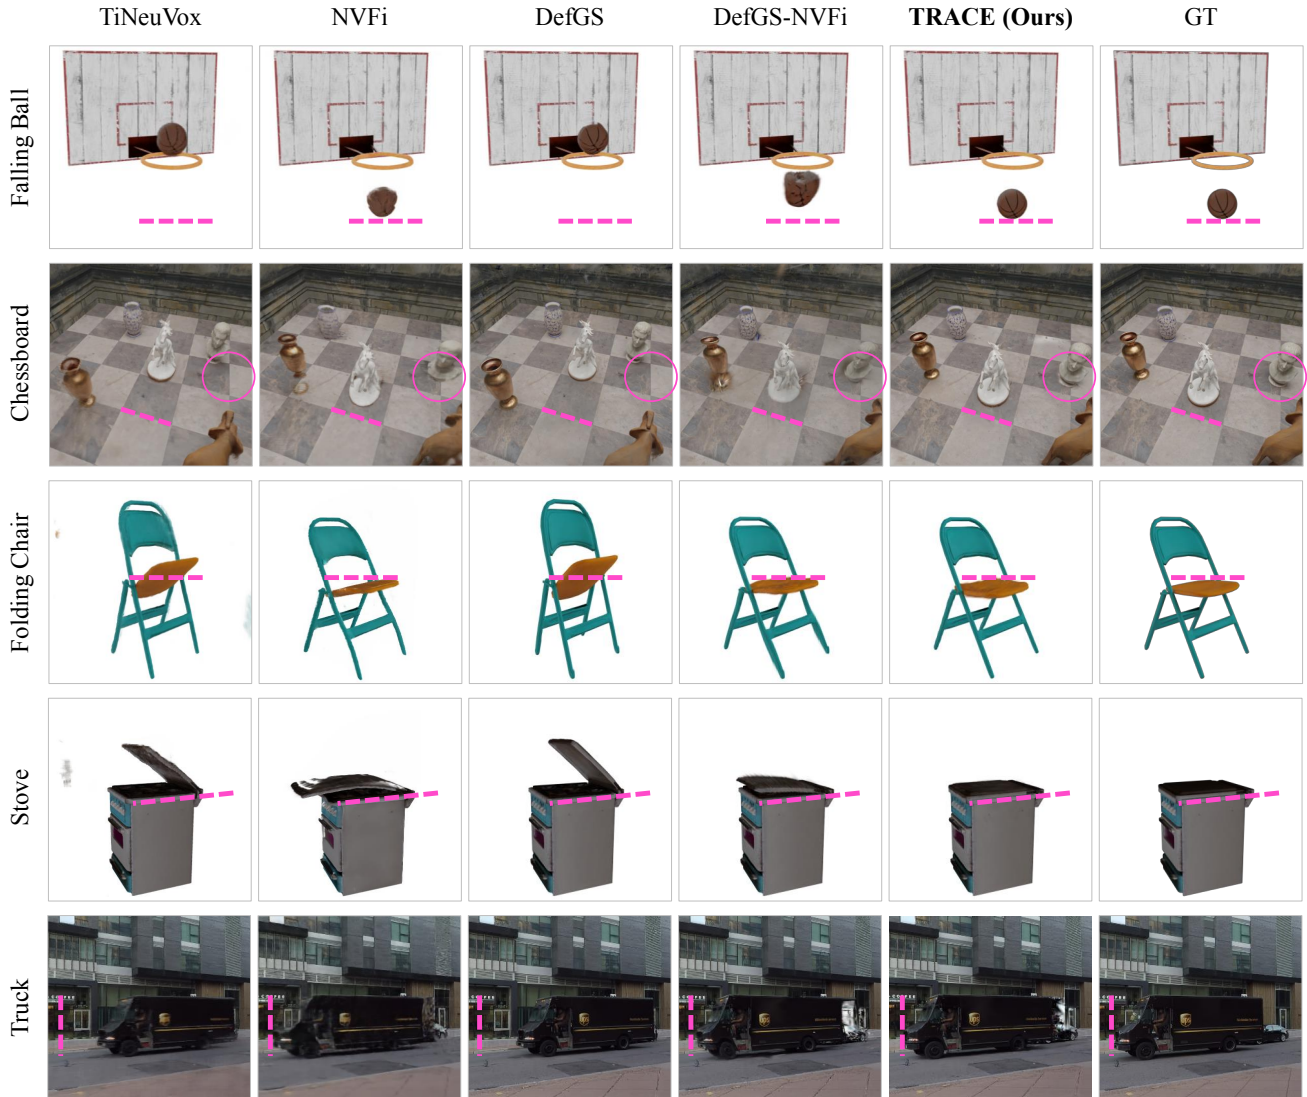 TiNeuVox NVFi DefGS DefGS-NVFi TRACE (Ours) GT
Falling Ball
Chessboard
Folding Chair
Stove
Truck